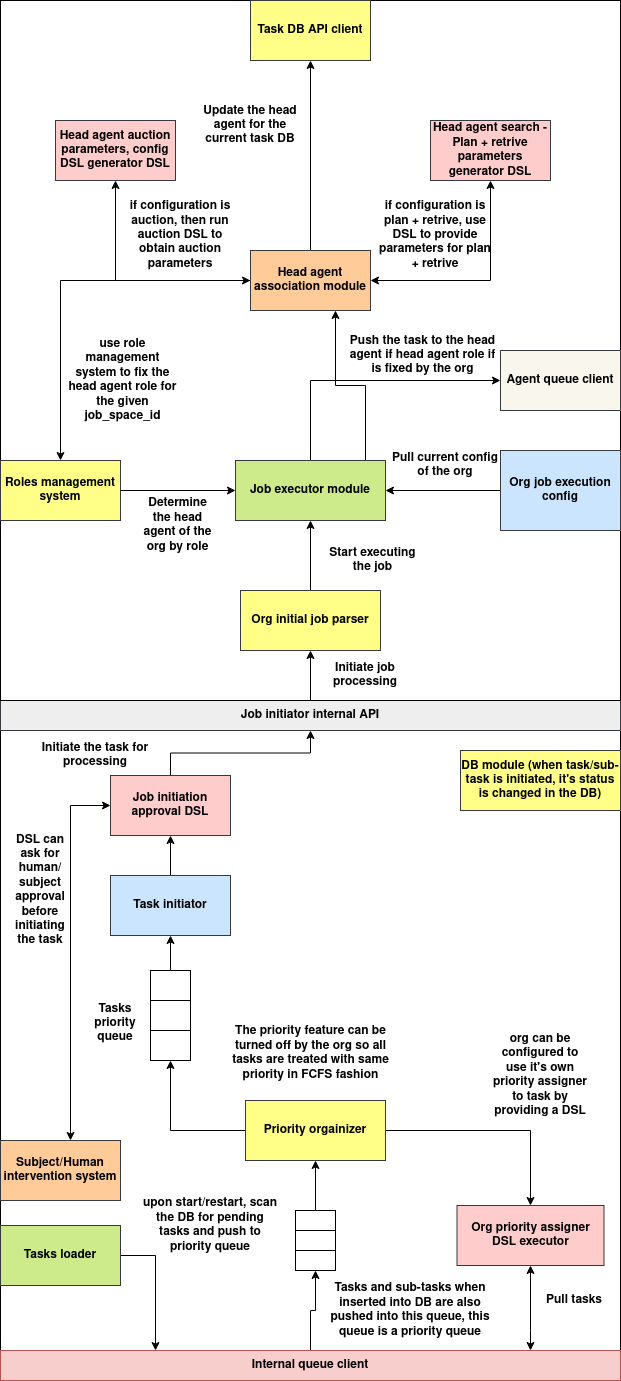 Task DB API client
Update the head
agent for the
current task DB
Head agent auction
parameters, config
DSL generator DSL
Head agent search -
Plan + retrive
parameters
generator DSL
if configuration is
auction, then run
auction DSL to
obtain auction
parameters
if configuration is
plan + retrive, use
DSL to provide
parameters for plan
+ retrive
Head agent
association module
use role
management
system to fix the
head agent role for
the given
job_space_id
Push the task to the head
agent if head agent role if
is fixed by the org
Agent queue client
Roles management
system
Determine
the head
agent of the
org by role
Job executor module
Pull current config
of the org
Org job execution
config
Start executing
the job
Org initial job parser
Initiate job
processing
Job initiator internal API
Initiate the task for
processing
DB module (when task/sub-
task is initiated, it's status
is changed in the DB)
Job initiation
approval DSL
DSL can
ask for
human/
subject
approval
before
initiating
the task
Task initiator
Tasks
priority
queue
The priority feature can be
turned off by the org so all
tasks are treated with same
priority in FCFS fashion
org can be
configured to
use it's own
priority assigner
to task by
providing a DSL
Priority orgainizer
Subject/Human
intervention system
upon start/restart, scan
the DB for pending
tasks and push to
priority queue
Org priority assigner
DSL executor
Tasks loader
Tasks and sub-tasks when
inserted into DB are also
pushed into this queue, this
queue is a priority queue
Pull tasks
Internal queue client